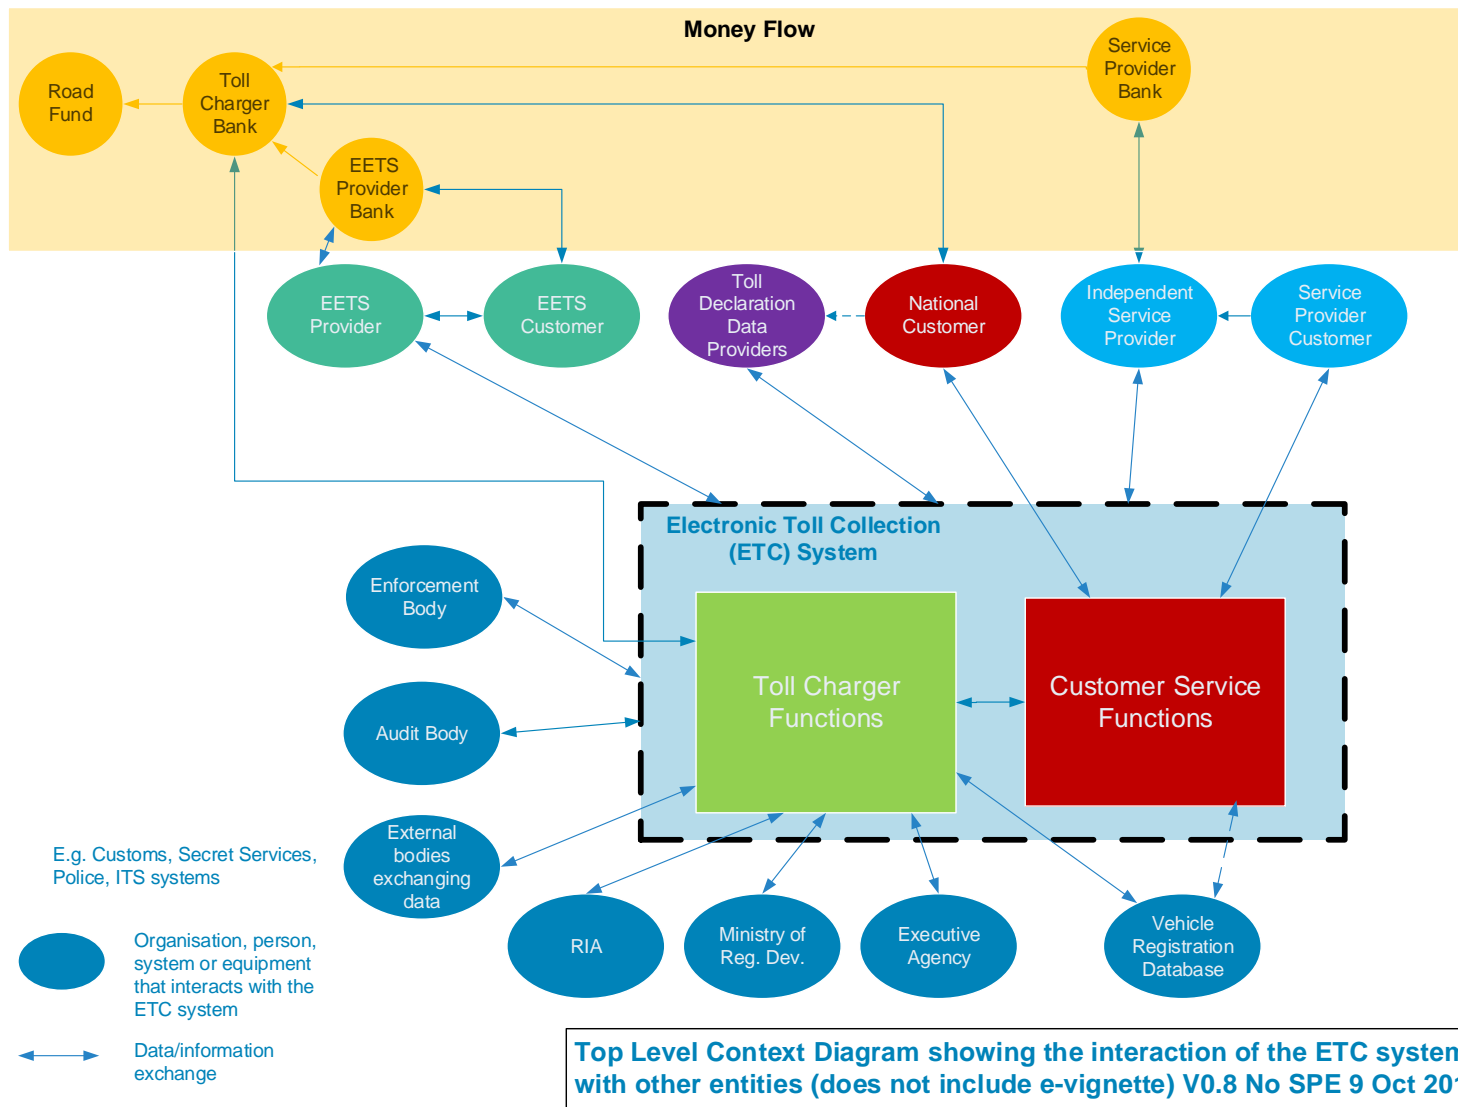 Money Flow
Road
Fund
Toll
Charger
Bank
EETS
Provider
Bank
Service
Provider
Bank
EETS
Provider
EETS
Customer
Toll
Declaration
Data
Providers
National
Customer
Independent
Service
Provider
Service
Provider
Customer
Electronic Toll Collection
(ETC) System
Enforcement
Body
Toll Charger
Functions
Customer Service
Functions
Audit Body
External
bodies
exchanging
data
E.g. Customs, Secret Services,
Police, ITS systems
RIA
Ministry of
Reg. Dev.
Executive
Agency
Vehicle
Registration
Database
Organisation, person,
system or equipment
that interacts with the
ETC system
Data/information
exchange
Top Level Context Diagram showing the interaction of the ETC system
with other entities (does not include e-vignette) V0.8 No SPE 9 Oct